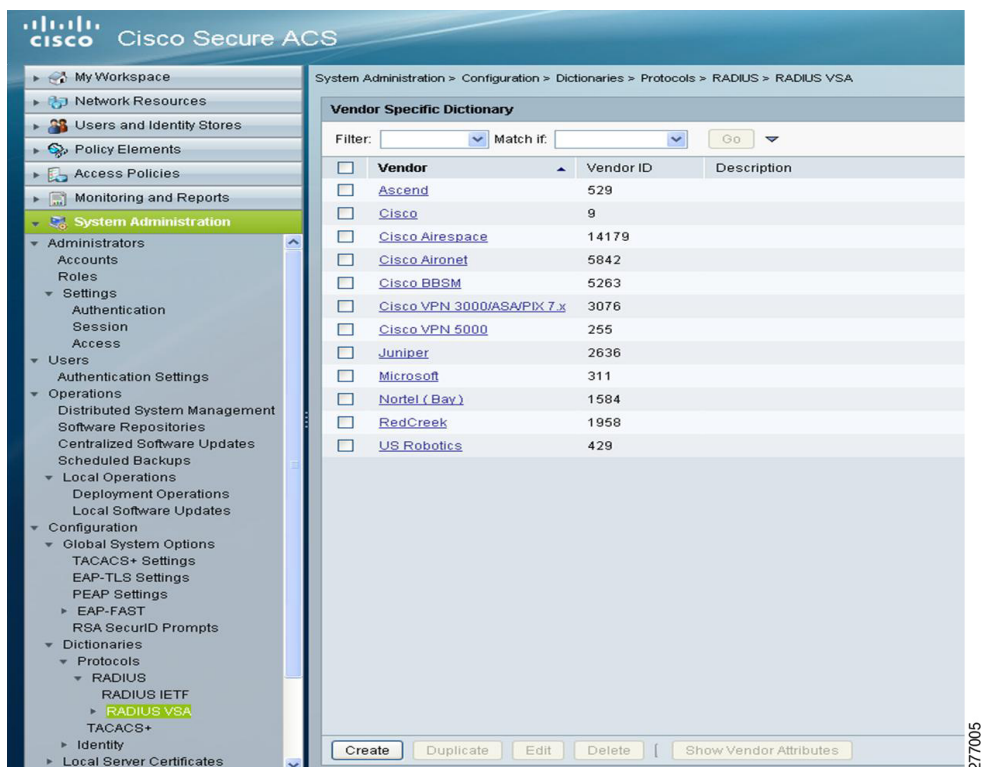 CISCO Cisco Secure ACS
My Workspace
Network Resources
Users and Identity Stores
Policy Elements
Access Policies
Monitoring and Reports
System Administration
Administrators
Accounts
Roles
Settings
Authentication
Session
Access
Users
Authentication Settings
Operations
Distributed System Management
Software Repositories
Centralized Software Updates
Scheduled Backups
Local Operations
Deployment Operations
Local Software Updates
Configuration
Global System Options
TACACS+ Settings
EAP-TLS Settings
PEAP Settings
EAP-FAST
RSA SecurID Prompts
Dictionaries
Protocols
RADIUS
RADIUS IETF
RADIUS VSA
TACACS+
Identity
Local Server Certificates
System Administration > Configuration > Dictionaries > Protocols > RADIUS > RADIUS VSA
Vendor Specific Dictionary
Filter: Match if: Go
Vendor Vendor ID Description
Ascend 529
Cisco 9
Cisco Airespace 14179
Cisco Aironet 5842
Cisco BBSM 5263
Cisco VPN 3000/ASA/PIX 7.x 3076
Cisco VPN 5000 255
Juniper 2636
Microsoft 311
Nortel ( Bay ) 1584
RedCreek 1958
US Robotics 429
Create Duplicate Edit Delete | Show Vendor Attributes
277005